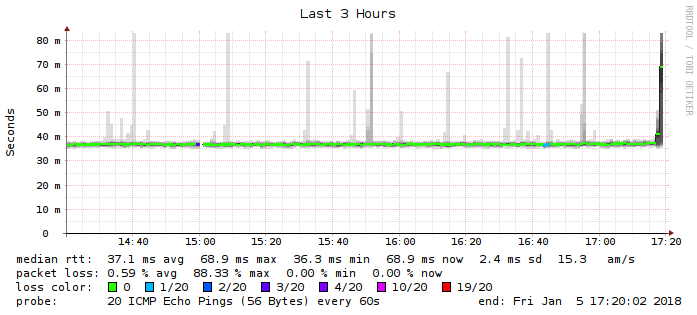 Last 3 Hours
RRDTOOL / TOBI OETIKER
Seconds
80 m
70 m
60 m
50 m
40 m
30 m
20 m
10 m
0
14:40 15:00 15:20 15:40 16:00 16:20 16:40 17:00 17:20
median rtt: 37.1 ms avg 68.9 ms max 36.3 ms min 68.9 ms now 2.4 ms sd 15.3 am/s
packet loss: 0.59 % avg 88.33 % max 0.00 % min 0.00 % now
loss color: 0 1/20 2/20 3/20 4/20 10/20 19/20
probe: 20 ICMP Echo Pings (56 Bytes) every 60s end: Fri Jan 5 17:20:02 2018